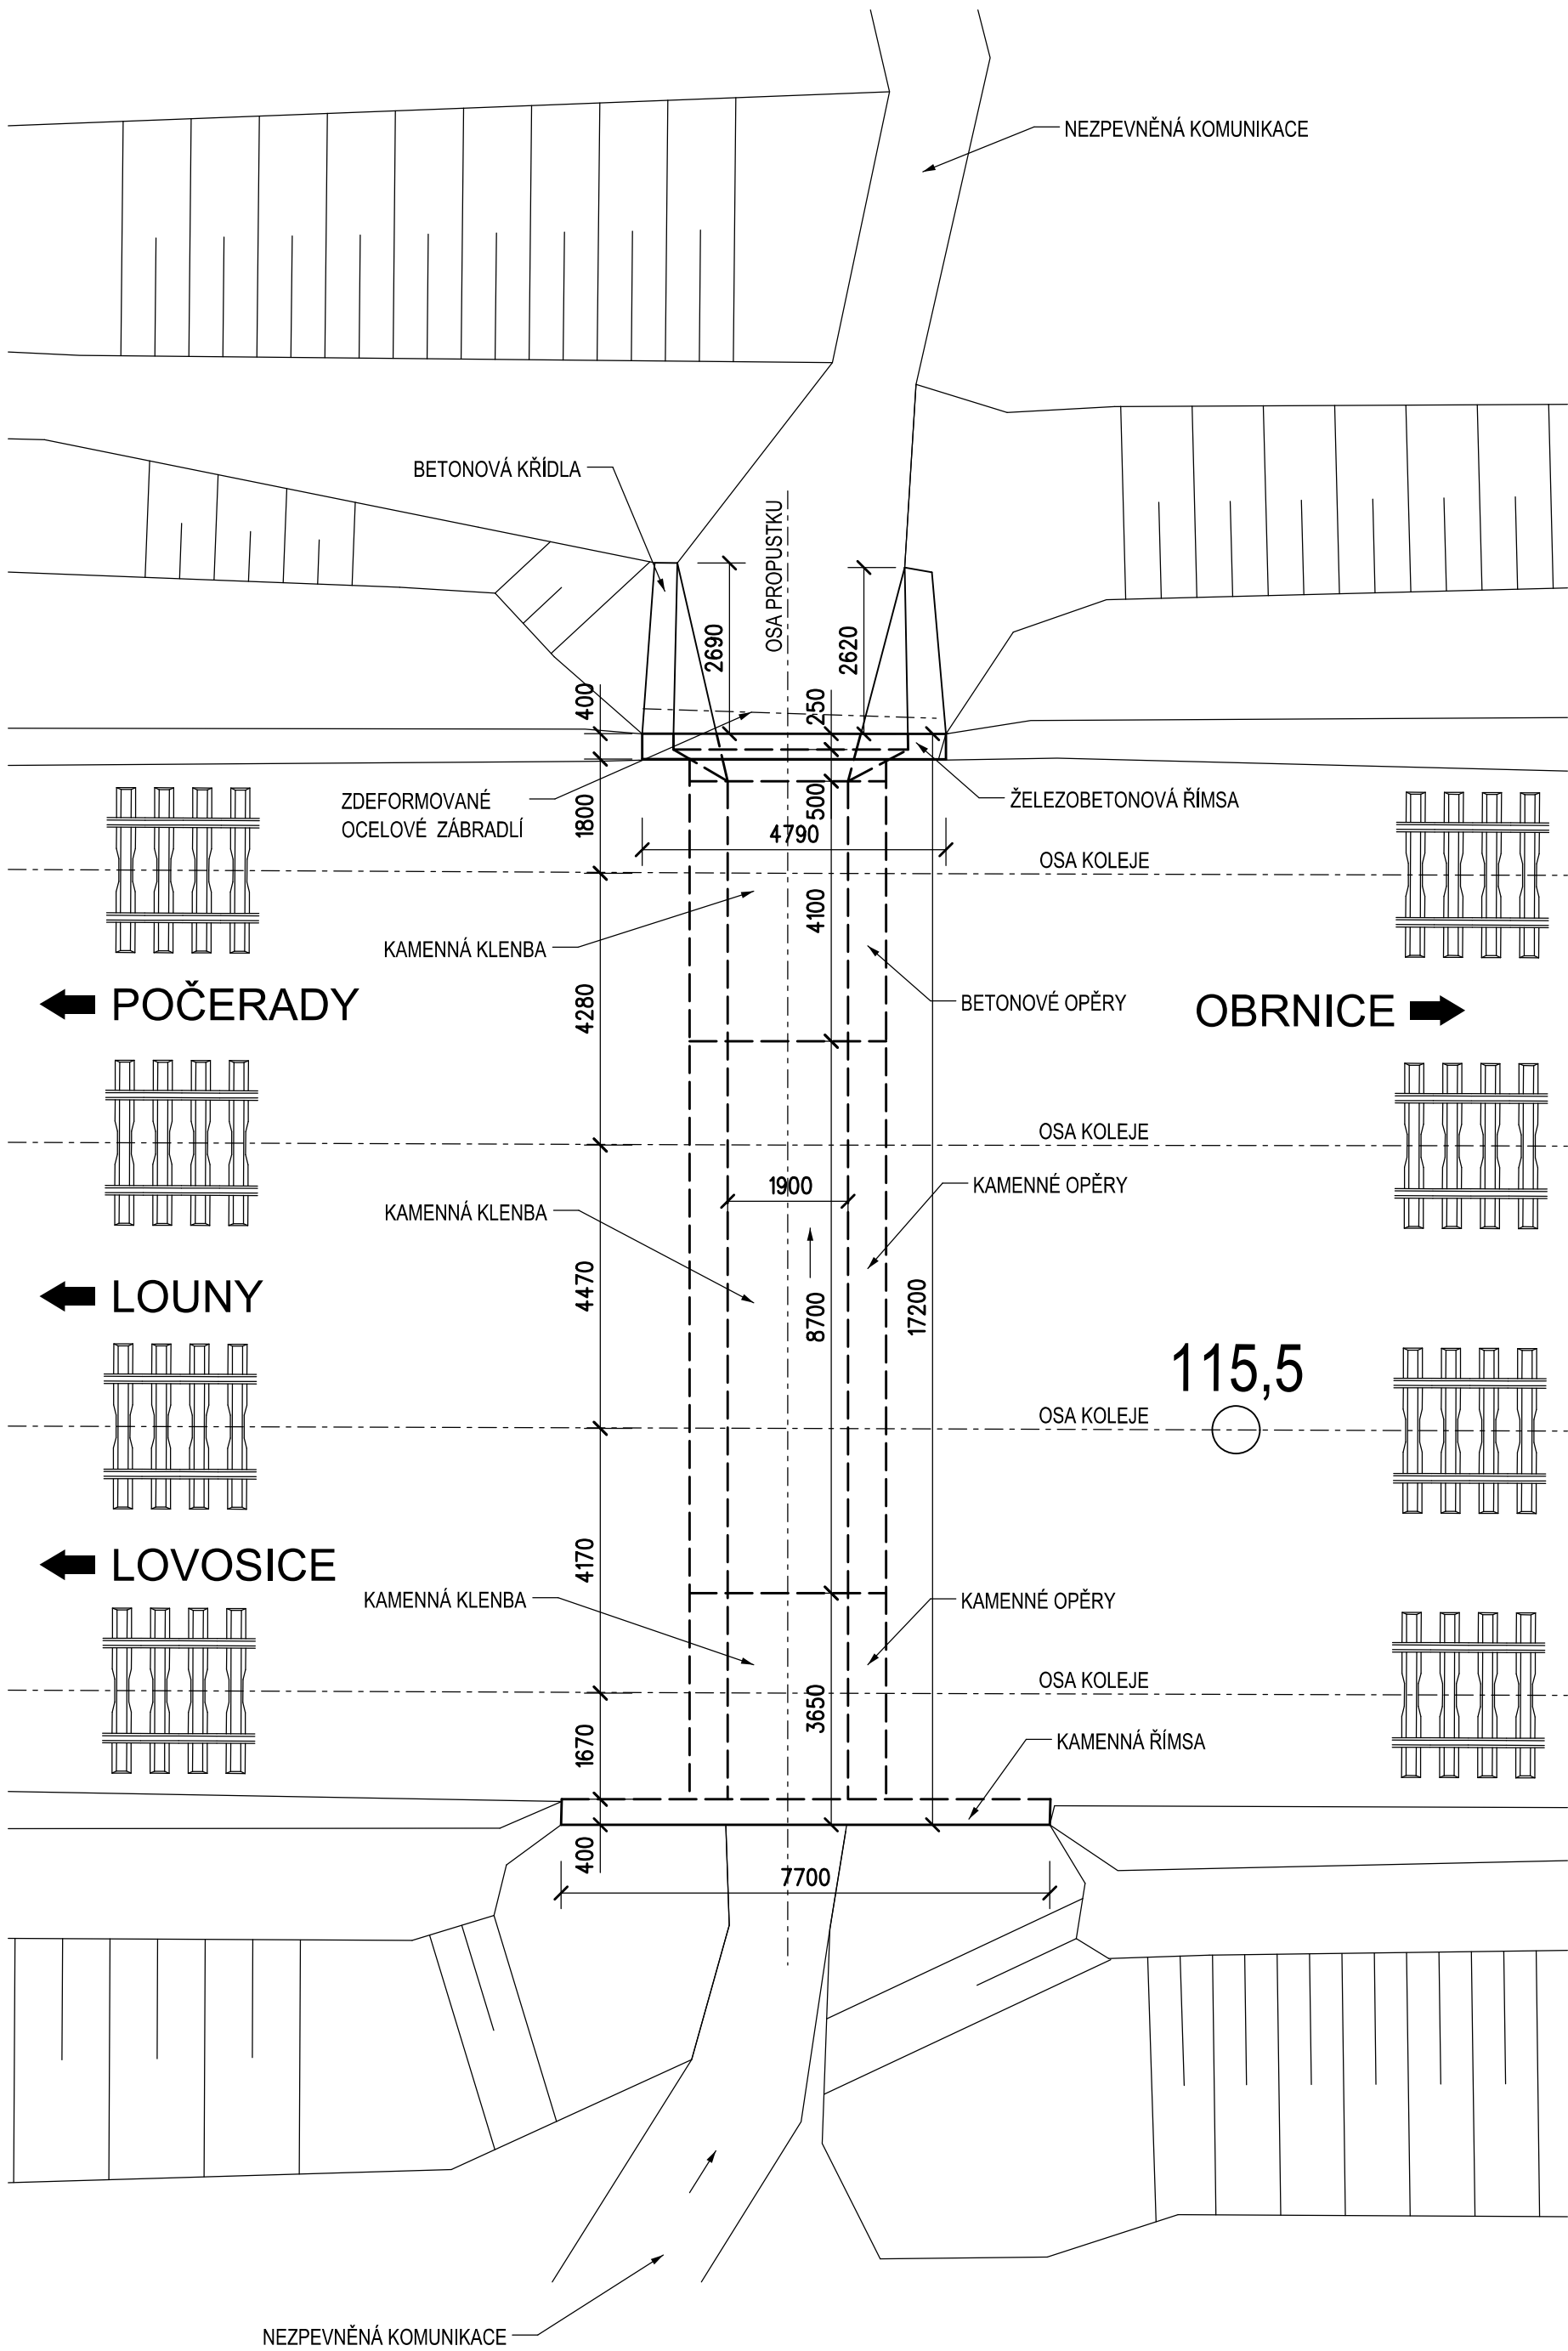 NEZPEVNĚNÁ KOMUNIKACE
BETONOVÁ KŘÍDLA
OSA PROPUSTKU
2690
2620
400
250
ZDEFORMOVANÉ
OCELOVÉ ZÁBRADLÍ
1800
500
ŽELEZOBETONOVÁ ŘÍMSA
4790
OSA KOLEJE
4100
KAMENNÁ KLENBA
POČERADY
4280
BETONOVÉ OPĚRY
OBRNICE
OSA KOLEJE
1900
KAMENNÉ OPĚRY
KAMENNÁ KLENBA
LOUNY
4470
8700
17200
115,5
OSA KOLEJE
LOVOSICE
4170
KAMENNÁ KLENBA
KAMENNÉ OPĚRY
OSA KOLEJE
3650
1670
KAMENNÁ ŘÍMSA
400
7700
NEZPEVNĚNÁ KOMUNIKACE